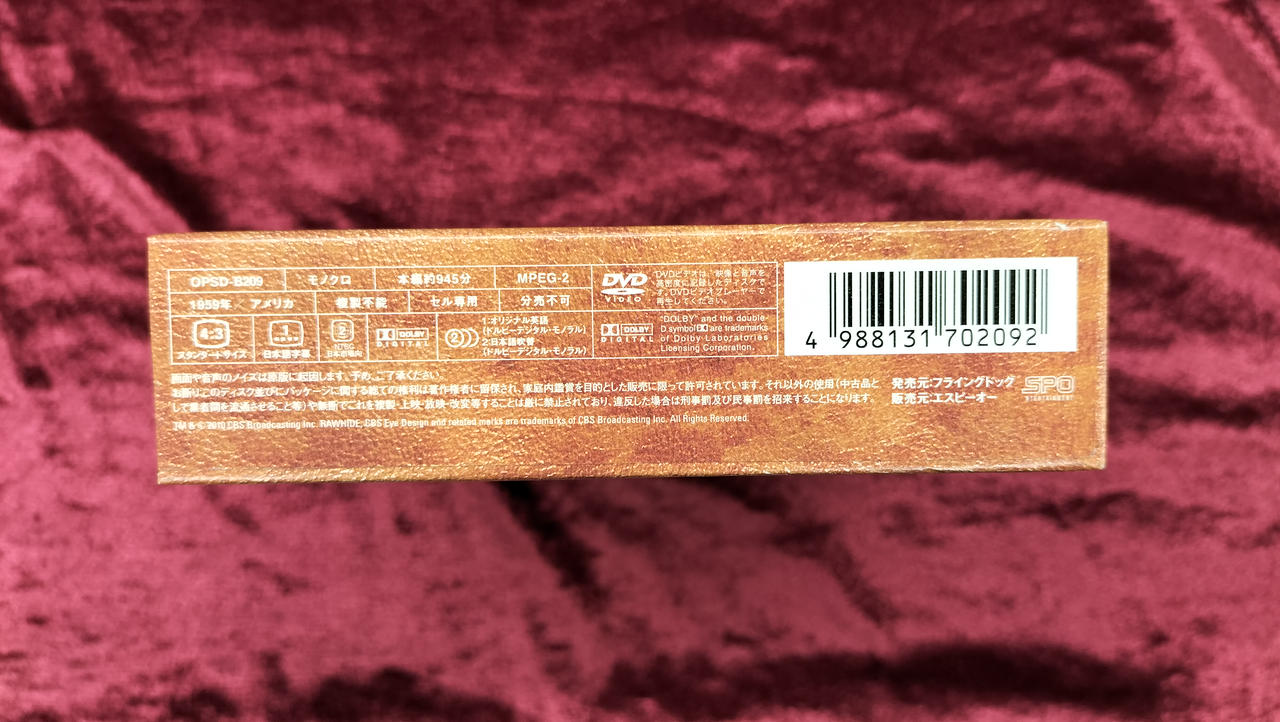 OPSD-B209 モノクロ 本編約945分 MPEG-2
1959年 / アメリカ 複製不能 セル専用 分売不可
4:3 スタンダードサイズ
1 日本語字幕
2 NTSC 日本市場向
DOLBY DIGITAL
2)))
1:オリジナル英語
(ドルビーデジタル・モノラル)
2:日本語吹替
(ドルビーデジタル・モノラル)
DVD VIDEO
DVDビデオは、映像と音声を
高密度に記録したディスクで
す。DVDビデオプレーヤーで
再生してください。
DOLBY DIGITAL
"DOLBY" and the double-
D symbol are trademarks
of Dolby Laboratories
Licensing Corporation.
4 988131 702092
画面や音声のノイズは原版に起因します。予め、ご了承ください。
お断り:このディスク並びにパッケージに関する総ての権利は著作権者に留保され、家庭内鑑賞を目的とした販売に限って許可されています。それ以外の使用(中古品と
して業者間を流通させること等)や無断でこれを複製・上映・放映・改変等することは厳に禁止されており、違反した場合は刑事罰及び民事罰を招来することになります。
TM & © 2010 CBS Broadcasting Inc. RAWHIDE, CBS Eye Design and related marks are trademarks of CBS Broadcasting Inc. All Rights Reserved.
発売元:フライングドッグ
販売元:エスピーオー
SPO ENTERTAINMENT